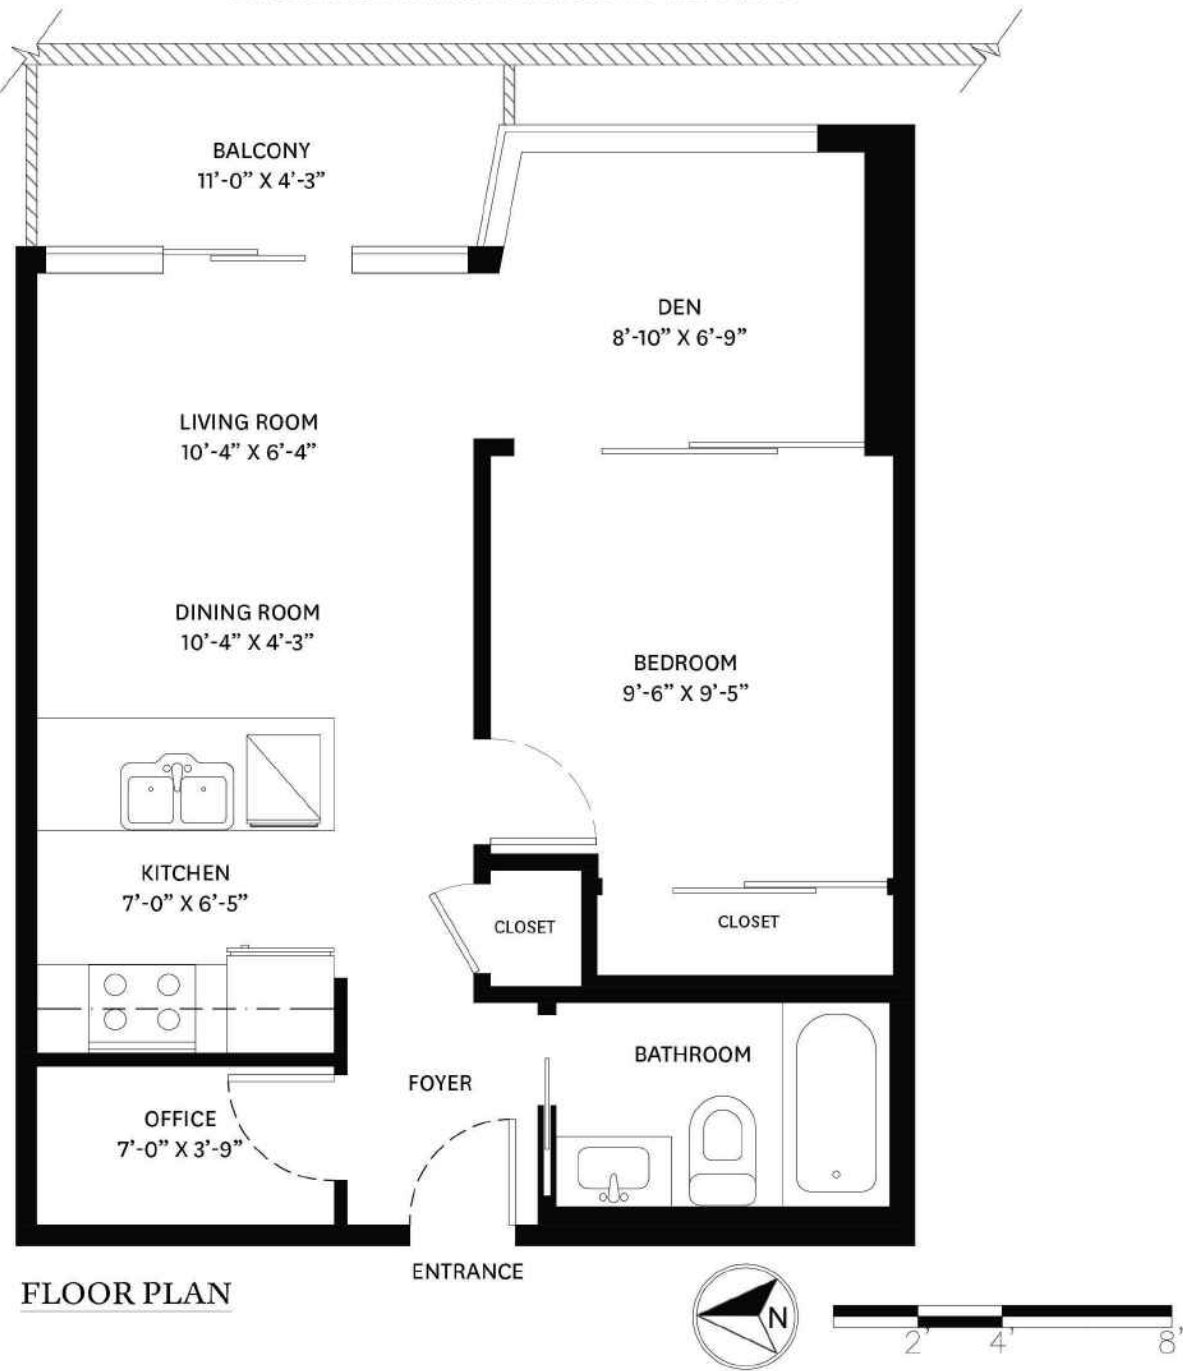 BALCONY
11’-0” X 4’-3”
DEN
8’-10” X 6’-9”
LIVING ROOM
10’-4” X 6’-4”
DINING ROOM
10’-4” X 4’-3”
BEDROOM
9’-6” X 9’-5”
KITCHEN
7’-0” X 6’-5”
CLOSET
CLOSET
BATHROOM
FOYER
OFFICE
7’-0” X 3’-9”
ENTRANCE
FLOOR PLAN
N
2' 4' 8'